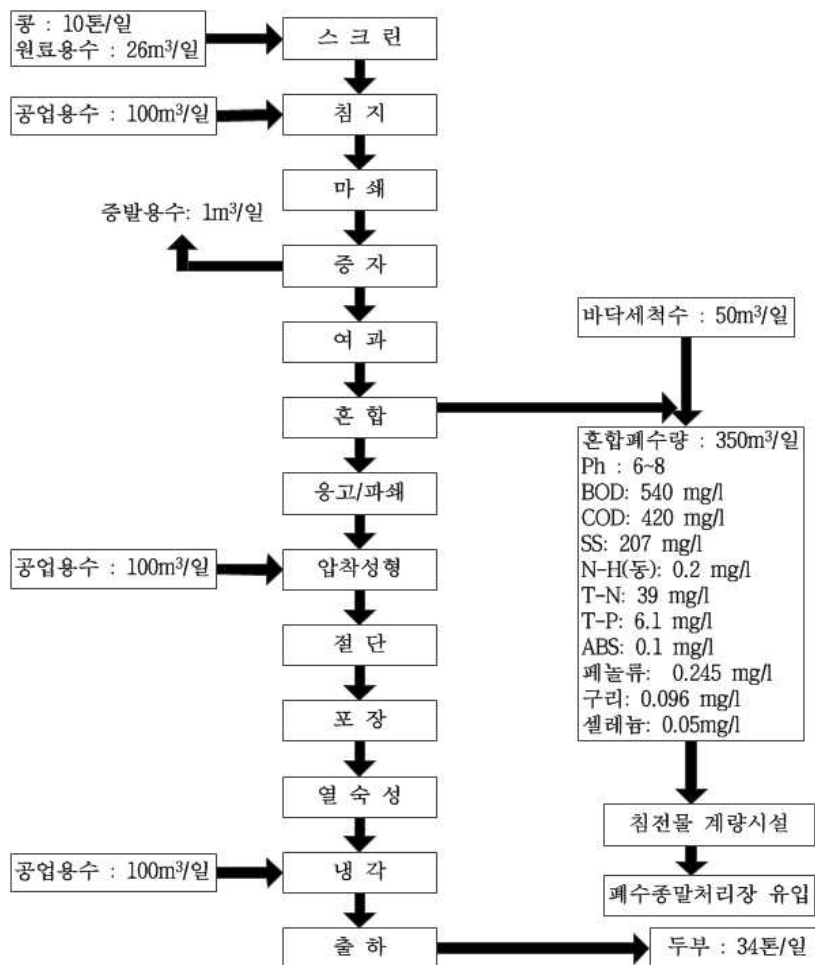 콩 : 10톤/일
원료용수 : 26m³/일
스 크 린
공업용수 : 100m³/일
침 지
마 쇄
증발용수: 1m³/일
증 자
바닥세척수 : 50m³/일
여 과
혼 합
혼합폐수량 : 350m³/일
Ph : 6~8
BOD: 540 mg/l
COD: 420 mg/l
SS: 207 mg/l
N-H(동): 0.2 mg/l
T-N: 39 mg/l
T-P: 6.1 mg/l
ABS: 0.1 mg/l
페놀류: 0.245 mg/l
구리: 0.096 mg/l
셀레늄: 0.05mg/l
응고/파쇄
공업용수 : 100m³/일
압착성형
절 단
포 장
열 숙 성
침전물 계량시설
공업용수 : 100m³/일
냉 각
폐수종말처리장 유입
출 하
두부 : 34톤/일